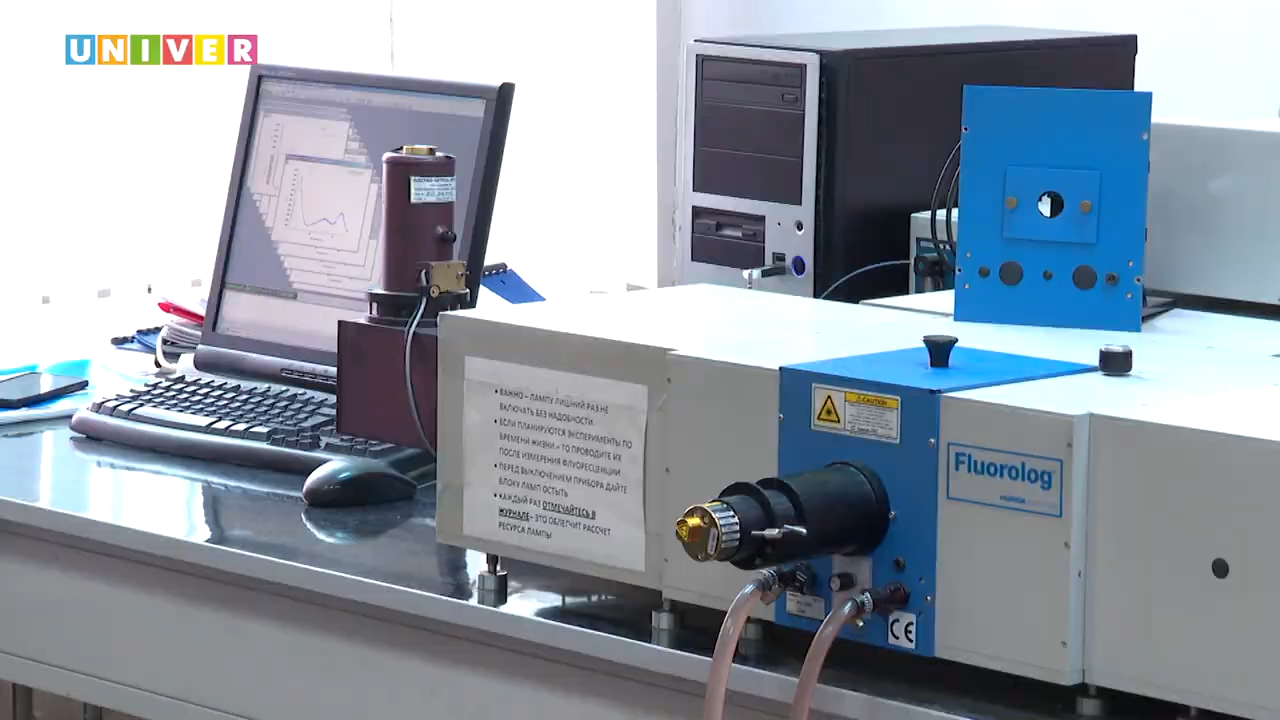 UNIVER
• ВАЖНО – ЛАМПУ ЛИШНИЙ РАЗ НЕ
ВКЛЮЧАТЬ БЕЗ НАДОБНОСТИ.
• ЕСЛИ ПЛАНИРУЮТСЯ ЭКСПЕРИМЕНТЫ ПО
ВРЕМЕНИ ЖИЗНИ – ТО ПРОВОДИТЕ ИХ
ПОСЛЕ ИЗМЕРЕНИЯ ФЛУОРЕСЦЕНЦИИ
• ПЕРЕД ВЫКЛЮЧЕНИЕМ ПРИБОРА ДАЙТЕ
БЛОКУ ЛАМП ОСТЫТЬ
• КАЖДЫЙ РАЗ ОТМЕЧАЙТЕСЬ В
ЖУРНАЛЕ – ЭТО ОБЛЕГЧИТ РАССЧЕТ
РЕСУРСА ЛАМПЫ
CAUTION
Fluorolog
HORIBA
CE